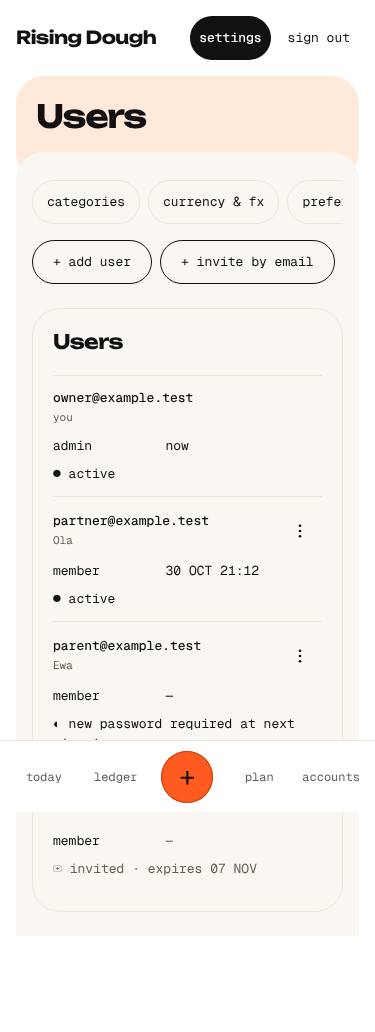 Rising Dough
settings
sign out
Users
categories
currency & fx
+ add user
+ invite by email
Users
owner@example.test
you
admin
now
● active
partner@example.test
Ola
member
30 OCT 21:12
● active
parent@example.test
Ewa
member
—
new password required at next
today
ledger
+
plan
accounts
member
—
✉ invited · expires 07 NOV